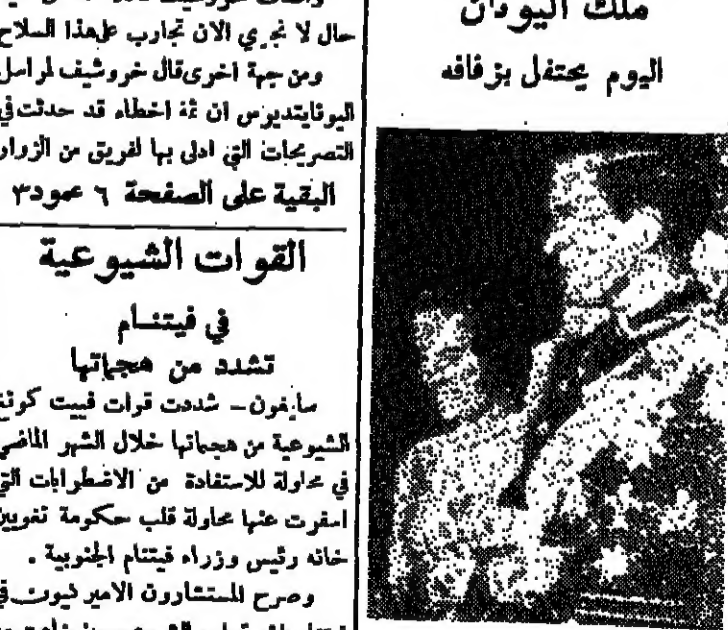 ملك اليونان
اليوم يحتفل بزفافه
حال لا نجري الان تجارب على هذا السلاح
ومن جهة اخرى قال خروشيف لمراسل
اليونايتدبرس ان ثمة اخطاء قد حدثت في
التصريحات التي ادلى بها لفريق من الزوار
البقية على الصفحة ٦ عمود ٣
القوات الشيوعية
في فيتنام
تشدد من هجماتها
سايغون – شددت قوات فييت كونغ
الشيوعية من هجماتها خلال الشهر الماضي
في محاولة للاستفادة من الاضطرابات التي
اسفرت عنها محاولة قلب حكومة نغويين
خانه رئيس وزراء فيتنام الجنوبية .
وصرح المستشارون الاميركيون في